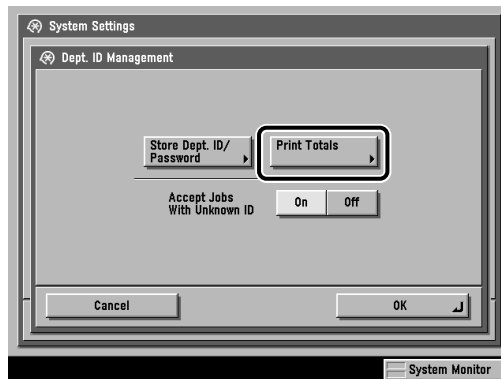 System Settings
Dept. ID Management
Store Dept. ID/
Password
Print Totals
Accept Jobs
With Unknown ID
On
Off
Cancel
OK
System Monitor